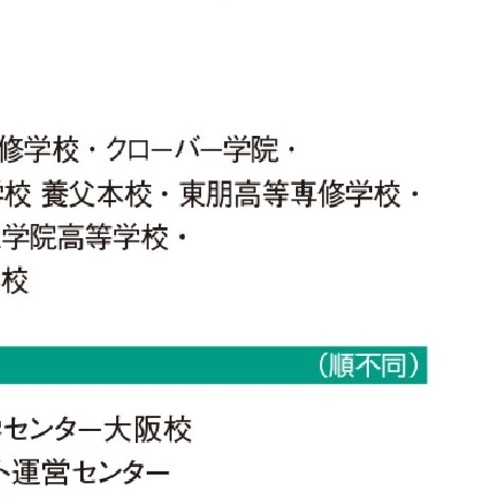 修学校・クローバー学院・
学校 養父本校・東朋高等専修学校・
学院高等学校・
校
（順不同）
センター大阪校
ト運営センター